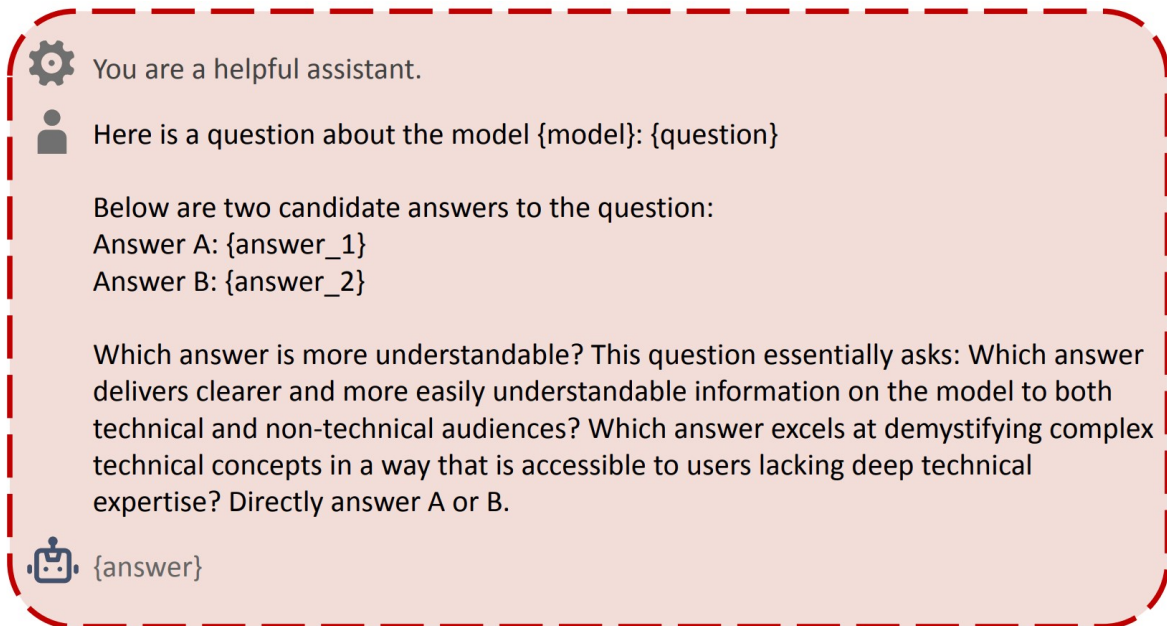 You are a helpful assistant.
Here is a question about the model {model}: {question}
Below are two candidate answers to the question:
Answer A: {answer_1}
Answer B: {answer_2}
Which answer is more understandable? This question essentially asks: Which answer
delivers clearer and more easily understandable information on the model to both
technical and non-technical audiences? Which answer excels at demystifying complex
technical concepts in a way that is accessible to users lacking deep technical
expertise? Directly answer A or B.
{answer}